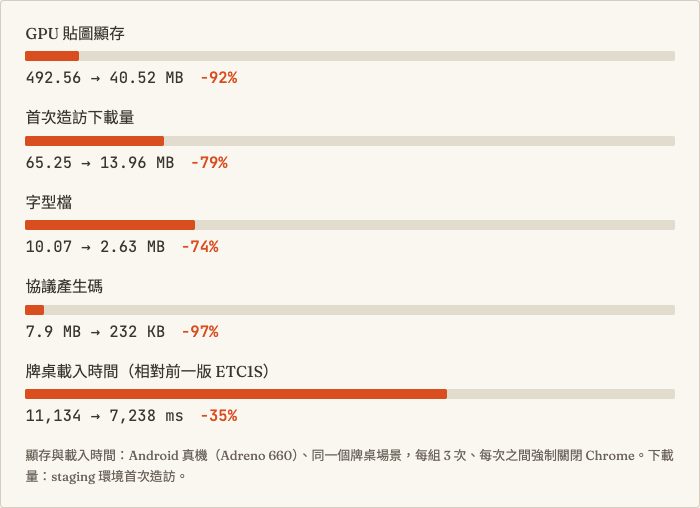 GPU 貼圖顯存
492.56 → 40.52 MB -92%
首次造訪下載量
65.25 → 13.96 MB -79%
字型檔
10.07 → 2.63 MB -74%
協議產生碼
7.9 MB → 232 KB -97%
牌桌載入時間（相對前一版 ETC1S）
11,134 → 7,238 ms -35%
顯存與載入時間：Android 真機（Adreno 660）、同一個牌桌場景，每組 3 次、每次之間強制關閉 Chrome。下載
量：staging 環境首次造訪。